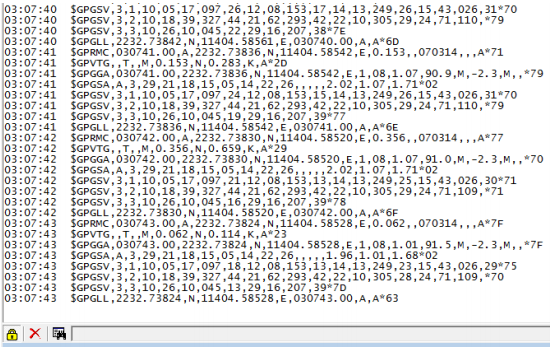 03:07:40 $GPGSV,3,1,10,05,17,097,26,12,08,153,17,14,13,249,26,15,43,026,31*70
03:07:40 $GPGSV,3,2,10,18,39,327,44,21,62,293,42,22,10,305,29,24,71,110,*79
03:07:40 $GPGSV,3,3,10,26,10,045,22,29,16,207,38*7E
03:07:40 $GPGLL,2232.73842,N,11404.58561,E,030740.00,A,A*6D
03:07:41 $GPRMC,030741.00,A,2232.73836,N,11404.58542,E,0.153,,070314,,,A*71
03:07:41 $GPVTG,,T,,M,0.153,N,0.283,K,A*2D
03:07:41 $GPGGA,030741.00,2232.73836,N,11404.58542,E,1,08,1.07,90.9,M,-2.3,M,,*79
03:07:41 $GPGSA,A,3,29,21,18,15,05,14,22,26,,,,,2.02,1.07,1.71*02
03:07:41 $GPGSV,3,1,10,05,17,097,24,12,08,153,15,14,13,249,26,15,43,026,31*70
03:07:41 $GPGSV,3,2,10,18,39,327,44,21,62,293,42,22,10,305,29,24,71,110,*79
03:07:41 $GPGSV,3,3,10,26,10,045,19,29,16,207,39*77
03:07:41 $GPGLL,2232.73836,N,11404.58542,E,030741.00,A,A*6E
03:07:42 $GPRMC,030742.00,A,2232.73830,N,11404.58520,E,0.356,,070314,,,A*77
03:07:42 $GPVTG,,T,,M,0.356,N,0.659,K,A*29
03:07:42 $GPGGA,030742.00,2232.73830,N,11404.58520,E,1,08,1.07,91.0,M,-2.3,M,,*70
03:07:42 $GPGSA,A,3,29,21,18,15,05,14,22,26,,,,,2.02,1.07,1.71*02
03:07:42 $GPGSV,3,1,10,05,17,097,21,12,08,153,13,14,13,249,25,15,43,026,30*71
03:07:42 $GPGSV,3,2,10,18,39,327,44,21,62,293,42,22,10,305,28,24,71,109,*71
03:07:42 $GPGSV,3,3,10,26,10,045,16,29,16,207,39*78
03:07:42 $GPGLL,2232.73830,N,11404.58520,E,030742.00,A,A*6F
03:07:43 $GPRMC,030743.00,A,2232.73824,N,11404.58528,E,0.062,,070314,,,A*7F
03:07:43 $GPVTG,,T,,M,0.062,N,0.114,K,A*23
03:07:43 $GPGGA,030743.00,2232.73824,N,11404.58528,E,1,08,1.01,91.5,M,-2.3,M,,*7F
03:07:43 $GPGSA,A,3,29,21,18,15,05,14,22,26,,,,,1.96,1.01,1.68*02
03:07:43 $GPGSV,3,1,10,05,17,097,18,12,08,153,13,14,13,249,23,15,43,026,29*75
03:07:43 $GPGSV,3,2,10,18,39,327,44,21,62,293,42,22,10,305,28,24,71,109,*70
03:07:43 $GPGSV,3,3,10,26,10,045,13,29,16,207,39*7D
03:07:43 $GPGLL,2232.73824,N,11404.58528,E,030743.00,A,A*63